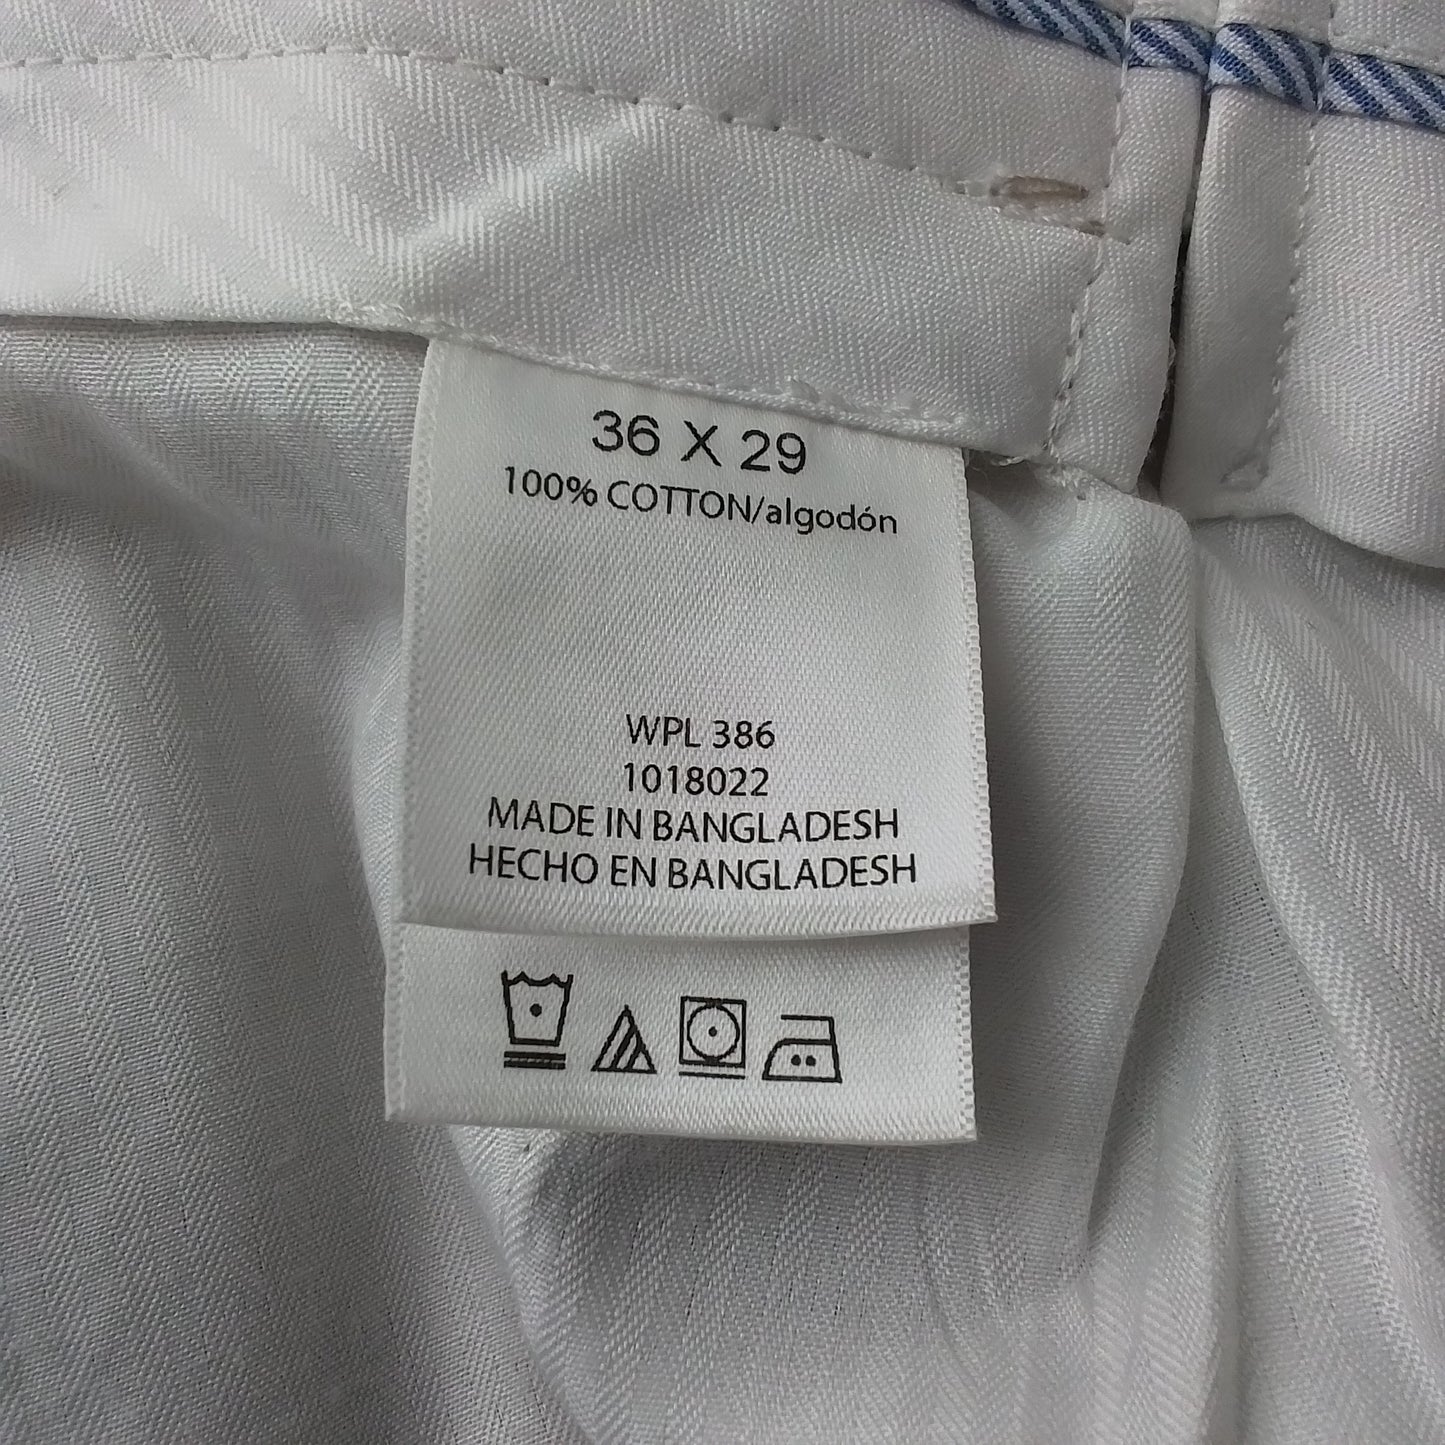 36 X 29
100% COTTON/algodón
WPL 386
1018022
MADE IN BANGLADESH
HECHO EN BANGLADESH